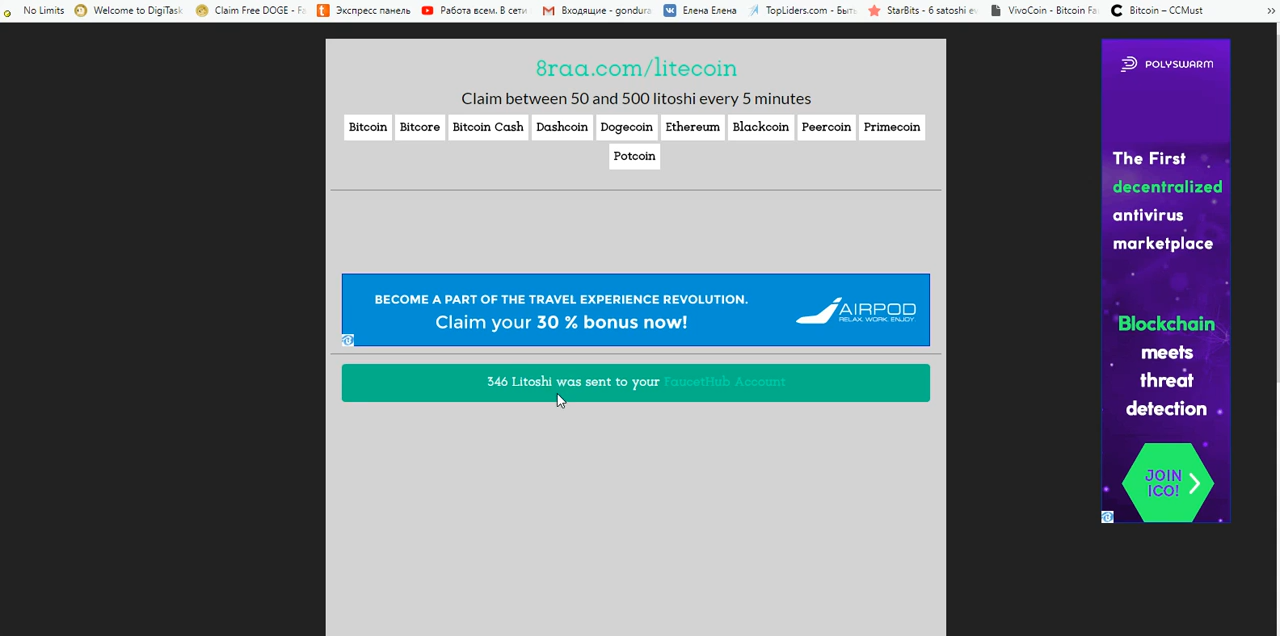 No Limits Welcome to DigiTask Claim Free DOGE - Fa Экспресс панель Работа всем. В сети Входящие - gondura Елена Елена TopLiders.com - Быть StarBits - 6 satoshi ev VivoCoin - Bitcoin Fa Bitcoin – CCMust »
8raa.com/litecoin
Claim between 50 and 500 litoshi every 5 minutes
Bitcoin Bitcore Bitcoin Cash Dashcoin Dogecoin Ethereum Blackcoin Peercoin Primecoin
Potcoin
BECOME A PART OF THE TRAVEL EXPERIENCE REVOLUTION.
Claim your 30 % bonus now!
AIRPOD
RELAX. WORK. ENJOY.
346 Litoshi was sent to your FaucetHub Account
POLYSWARM
The First
decentralized
antivirus
marketplace
Blockchain
meets
threat
detection
JOIN
ICO!